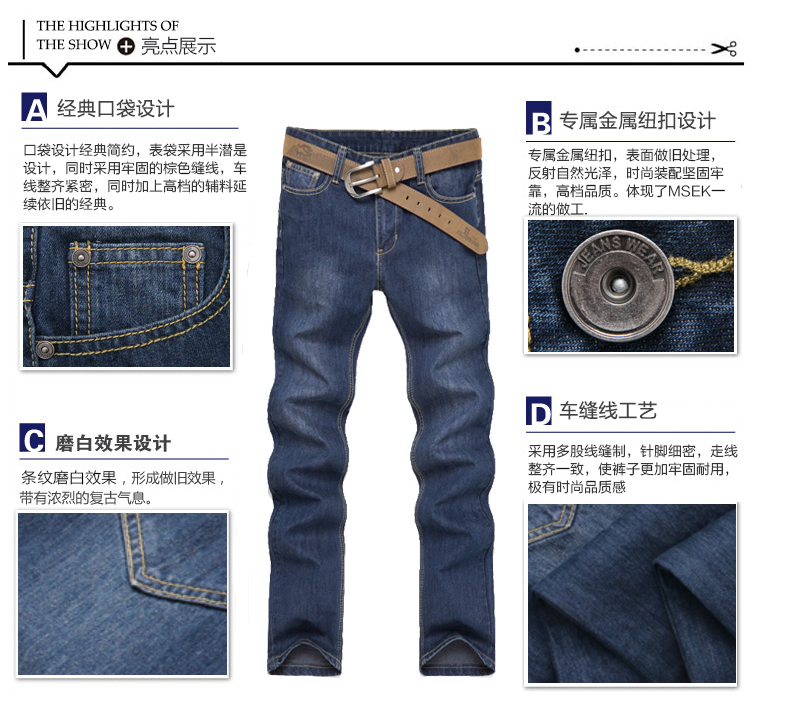 THE HIGHLIGHTS OF
THE SHOW 亮点展示
A 经典口袋设计
口袋设计经典简约，表袋采用半潜是
设计，同时采用牢固的棕色缝线，车
线整齐紧密，同时加上高档的辅料延
续依旧的经典。
B 专属金属纽扣设计
专属金属纽扣，表面做旧处理，
反射自然光泽，时尚装配坚固牢
靠，高档品质。体现了MSEK一
流的做工.
JEANS WEAR
C 磨白效果设计
条纹磨白效果，形成做旧效果，
带有浓烈的复古气息。
D 车缝线工艺
采用多股线缝制，针脚细密，走线
整齐一致，使裤子更加牢固耐用，
极有时尚品质感